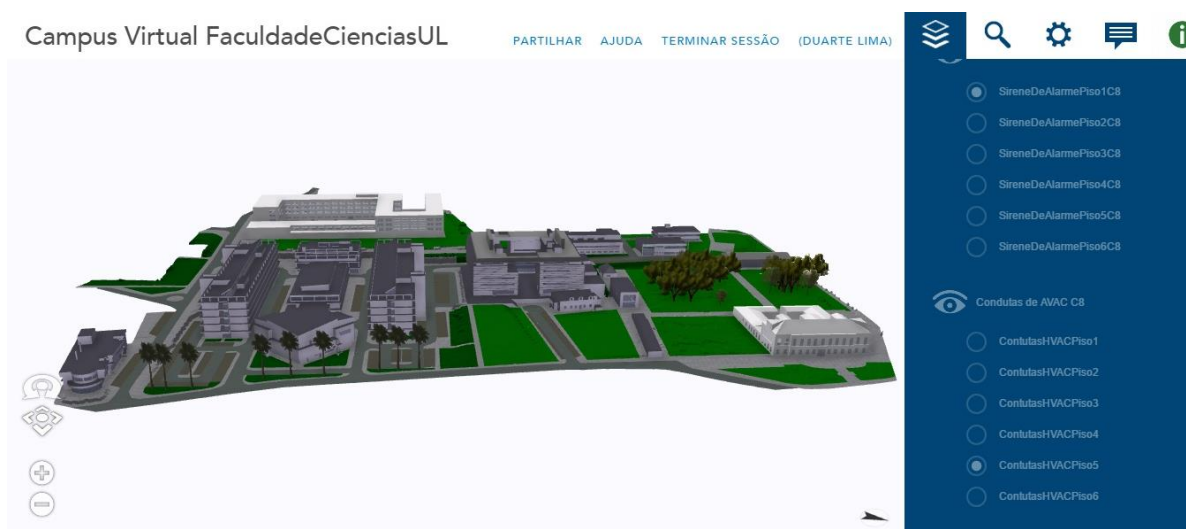 Campus Virtual FaculdadeCienciasUL
PARTILHAR AJUDA TERMINAR SESSÃO (DUARTE LIMA)
SireneDeAlarmePiso1C8
SireneDeAlarmePiso2C8
SireneDeAlarmePiso3C8
SireneDeAlarmePiso4C8
SireneDeAlarmePiso5C8
SireneDeAlarmePiso6C8
Condutas de AVAC C8
ContutasHVACPiso1
ContutasHVACPiso2
ContutasHVACPiso3
ContutasHVACPiso4
ContutasHVACPiso5
ContutasHVACPiso6